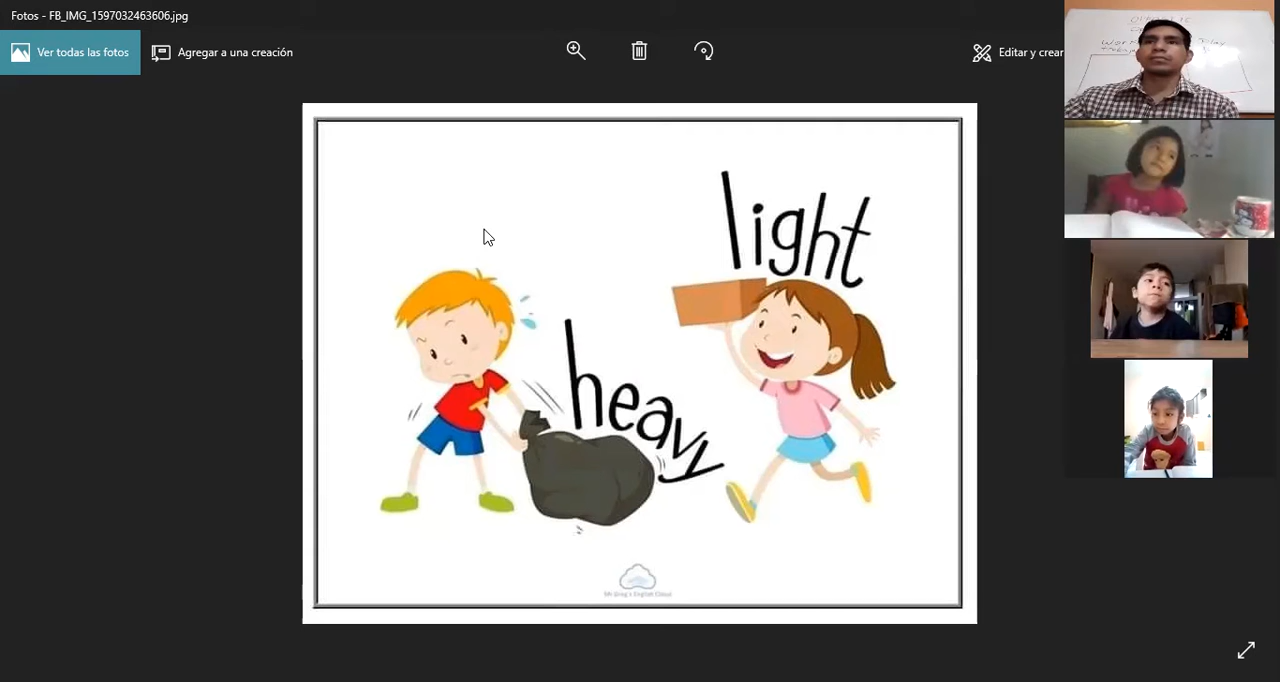 Fotos - FB_IMG_1597032463606.jpg
Ver todas las fotos
Agregar a una creación
Editar y crear
light
heavy